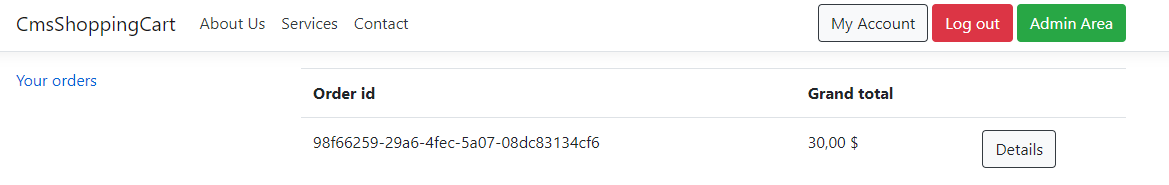 CmsShoppingCart About Us Services Contact My Account Log out Admin Area
Your orders
Order id Grand total
98f66259-29a6-4fec-5a07-08dc83134cf6 30,00 $ Details